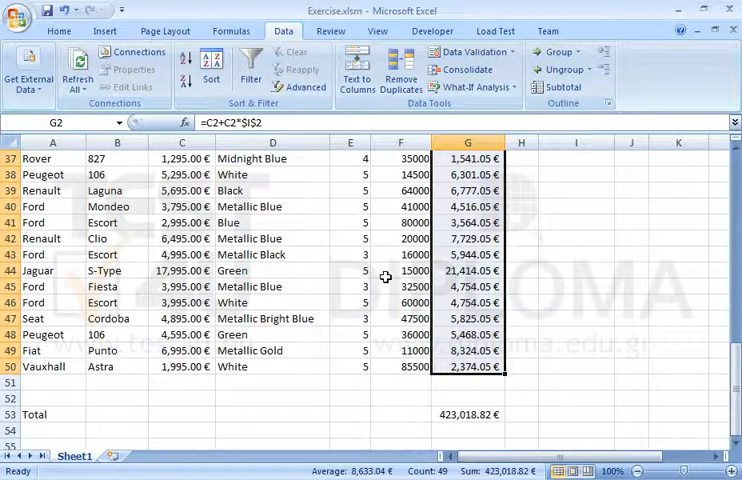 Exercise.xlsm - Microsoft Excel
Home Insert Page Layout Formulas Data Review View Developer Load Test Team
Get External Data
Refresh All
Connections
Properties
Edit Links
Connections
Sort
Filter
Clear
Reapply
Advanced
Sort & Filter
Text to Columns
Remove Duplicates
Data Validation
Consolidate
What-If Analysis
Data Tools
Group
Ungroup
Subtotal
Outline
G2 fx =C2+C2*$I$2
A B C D E F G H I J K
37 Rover 827 1,295.00 € Midnight Blue 4 35000 1,541.05 €
38 Peugeot 106 5,295.00 € White 5 14500 6,301.05 €
39 Renault Laguna 5,695.00 € Black 5 64000 6,777.05 €
40 Ford Mondeo 3,795.00 € Metallic Blue 5 41000 4,516.05 €
41 Ford Escort 2,995.00 € Blue 5 80000 3,564.05 €
42 Renault Clio 6,495.00 € Metallic Blue 5 20000 7,729.05 €
43 Ford Escort 4,995.00 € Metallic Black 3 16000 5,944.05 €
44 Jaguar S-Type 17,995.00 € Green 5 15000 21,414.05 €
45 Ford Fiesta 3,995.00 € Metallic Blue 3 32500 4,754.05 €
46 Ford Escort 3,995.00 € White 5 60000 4,754.05 €
47 Seat Cordoba 4,895.00 € Metallic Bright Blue 3 47500 5,825.05 €
48 Peugeot 106 4,595.00 € Green 5 36000 5,468.05 €
49 Fiat Punto 6,995.00 € Metallic Gold 5 11000 8,324.05 €
50 Vauxhall Astra 1,995.00 € White 5 85500 2,374.05 €
51
52
53 Total 423,018.82 €
54
55
Sheet1
Ready Average: 8,633.04 € Count: 49 Sum: 423,018.82 € 100%